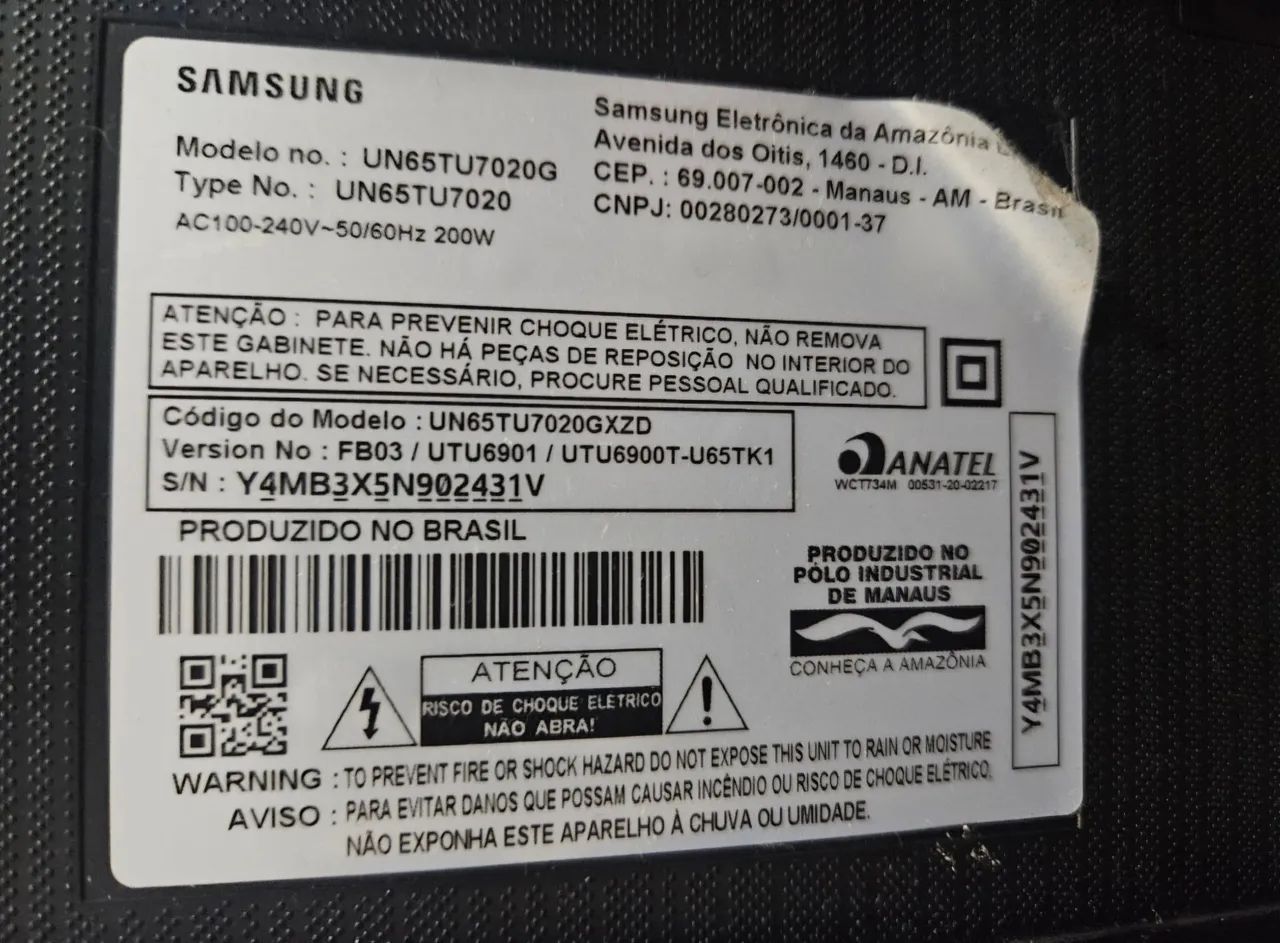 SAMSUNG
Modelo no. : UN65TU7020G
Type No. : UN65TU7020
AC100-240V~50/60Hz 200W
Samsung Eletrônica da Amazônia
Avenida dos Oitis, 1460 - D.I.
CEP. : 69.007-002 - Manaus - AM - Brasil
CNPJ: 00280273/0001-37
ATENÇÃO : PARA PREVENIR CHOQUE ELÉTRICO, NÃO REMOVA
ESTE GABINETE. NÃO HÁ PEÇAS DE REPOSIÇÃO NO INTERIOR DO
APARELHO. SE NECESSÁRIO, PROCURE PESSOAL QUALIFICADO.
Código do Modelo : UN65TU7020GXZD
Version No : FB03 / UTU6901 / UTU6900T-U65TK1
S/N : Y4MB3X5N902431V
ANATEL
WCT734M 00531-20-02217
PRODUZIDO NO BRASIL
PRODUZIDO NO
PÓLO INDUSTRIAL
DE MANAUS
CONHEÇA A AMAZÔNIA
Y4MB3X5N902431V
ATENÇÃO
RISCO DE CHOQUE ELÉTRICO
NÃO ABRA!
WARNING : TO PREVENT FIRE OR SHOCK HAZARD DO NOT EXPOSE THIS UNIT TO RAIN OR MOISTURE
AVISO : PARA EVITAR DANOS QUE POSSAM CAUSAR INCÊNDIO OU RISCO DE CHOQUE ELÉTRICO,
NÃO EXPONHA ESTE APARELHO À CHUVA OU UMIDADE.